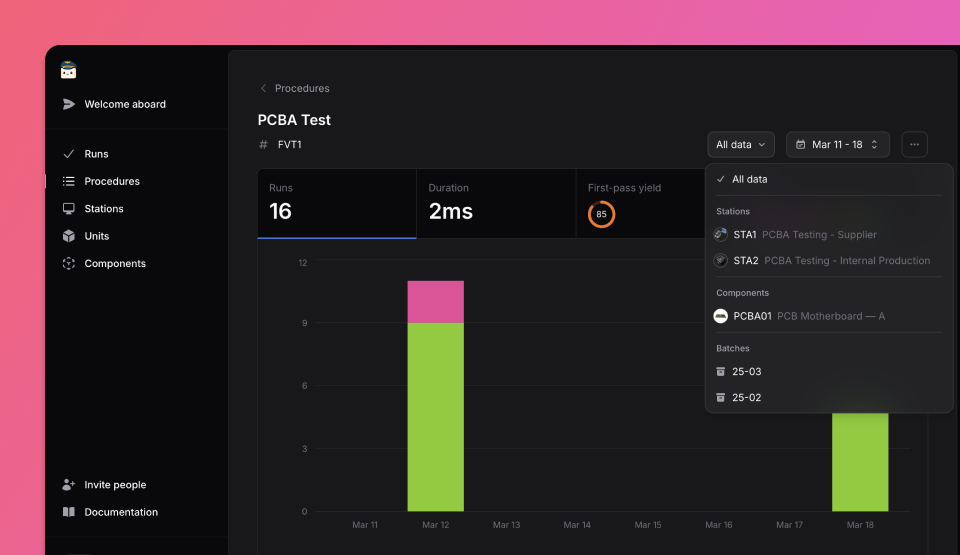 Welcome aboard
Runs
Procedures
Stations
Units
Components
Invite people
Documentation
Procedures
PCBA Test
# FVT1
All data
Mar 11 - 18
Runs
16
Duration
2ms
First-pass yield
85
All data
Stations
STA1 PCBA Testing - Supplier
STA2 PCBA Testing - Internal Production
Components
PCBA01 PCB Motherboard — A
Batches
25-03
25-02
12
9
6
3
0
Mar 11 Mar 12 Mar 13 Mar 14 Mar 15 Mar 16 Mar 17 Mar 18